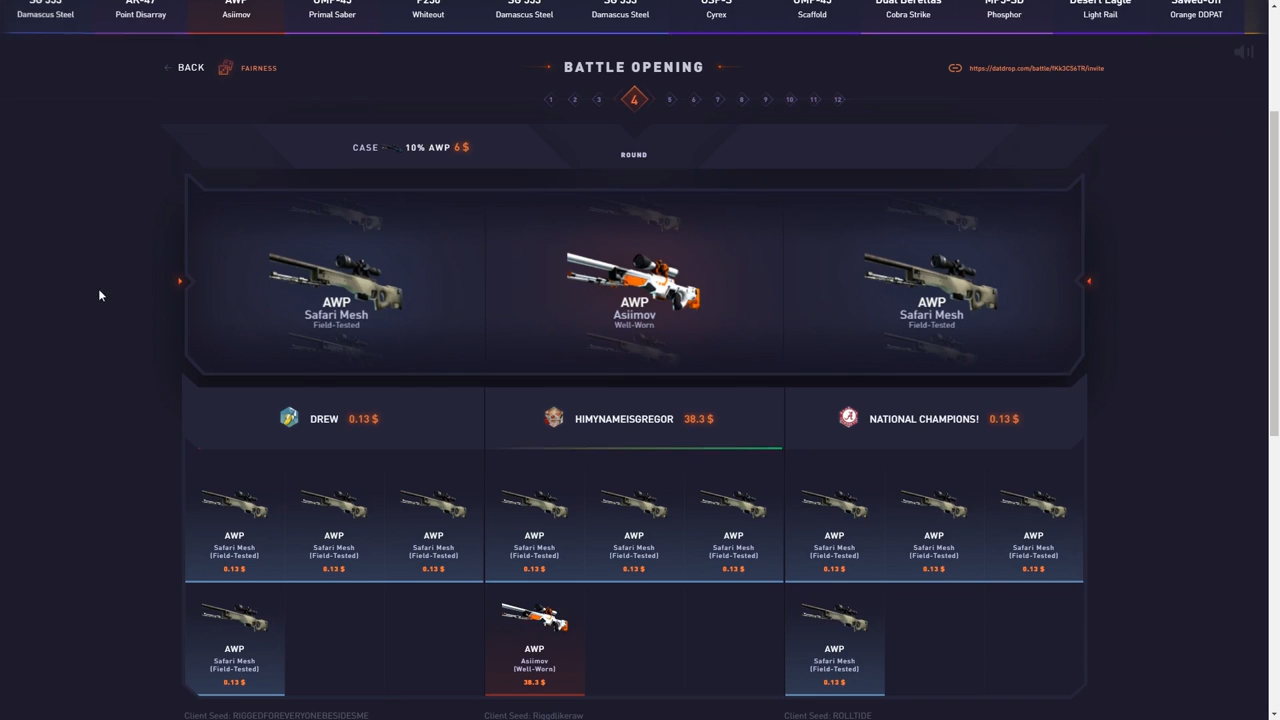 SG 553 AK-47 AWP UMP-45 P250 SG 553 SG 553 USP-S UMP-45 Dual Berettas MP5-SD Desert Eagle Sawed-Off
Damascus Steel Point Disarray Asiimov Primal Saber Whiteout Damascus Steel Damascus Steel Cyrex Scaffold Cobra Strike Phosphor Light Rail Orange DDPAT
← BACK FAIRNESS BATTLE OPENING https://datdrop.com/battle/fKk3C56TR/invite
1 2 3 4 5 6 7 8 9 10 11 12
CASE 10% AWP 6 $
ROUND
AWP AWP AWP
Safari Mesh Asiimov Safari Mesh
Field-Tested Well-Worn Field-Tested
DREW 0.13 $ HIMYNAMEISGREGOR 38.3 $ NATIONAL CHAMPIONS! 0.13 $
AWP AWP AWP AWP AWP AWP AWP AWP AWP
Safari Mesh Safari Mesh Safari Mesh Safari Mesh Safari Mesh Safari Mesh Safari Mesh Safari Mesh Safari Mesh
(Field-Tested) (Field-Tested) (Field-Tested) (Field-Tested) (Field-Tested) (Field-Tested) (Field-Tested) (Field-Tested) (Field-Tested)
0.13 $ 0.13 $ 0.13 $ 0.13 $ 0.13 $ 0.13 $ 0.13 $ 0.13 $ 0.13 $
AWP AWP AWP
Safari Mesh Asiimov Safari Mesh
(Field-Tested) (Well-Worn) (Field-Tested)
0.13 $ 38.3 $ 0.13 $
Client Seed: RIGGEDFOREVERYONEBESIDESME Client Seed: Riggdlikeraw Client Seed: ROLLTIDE